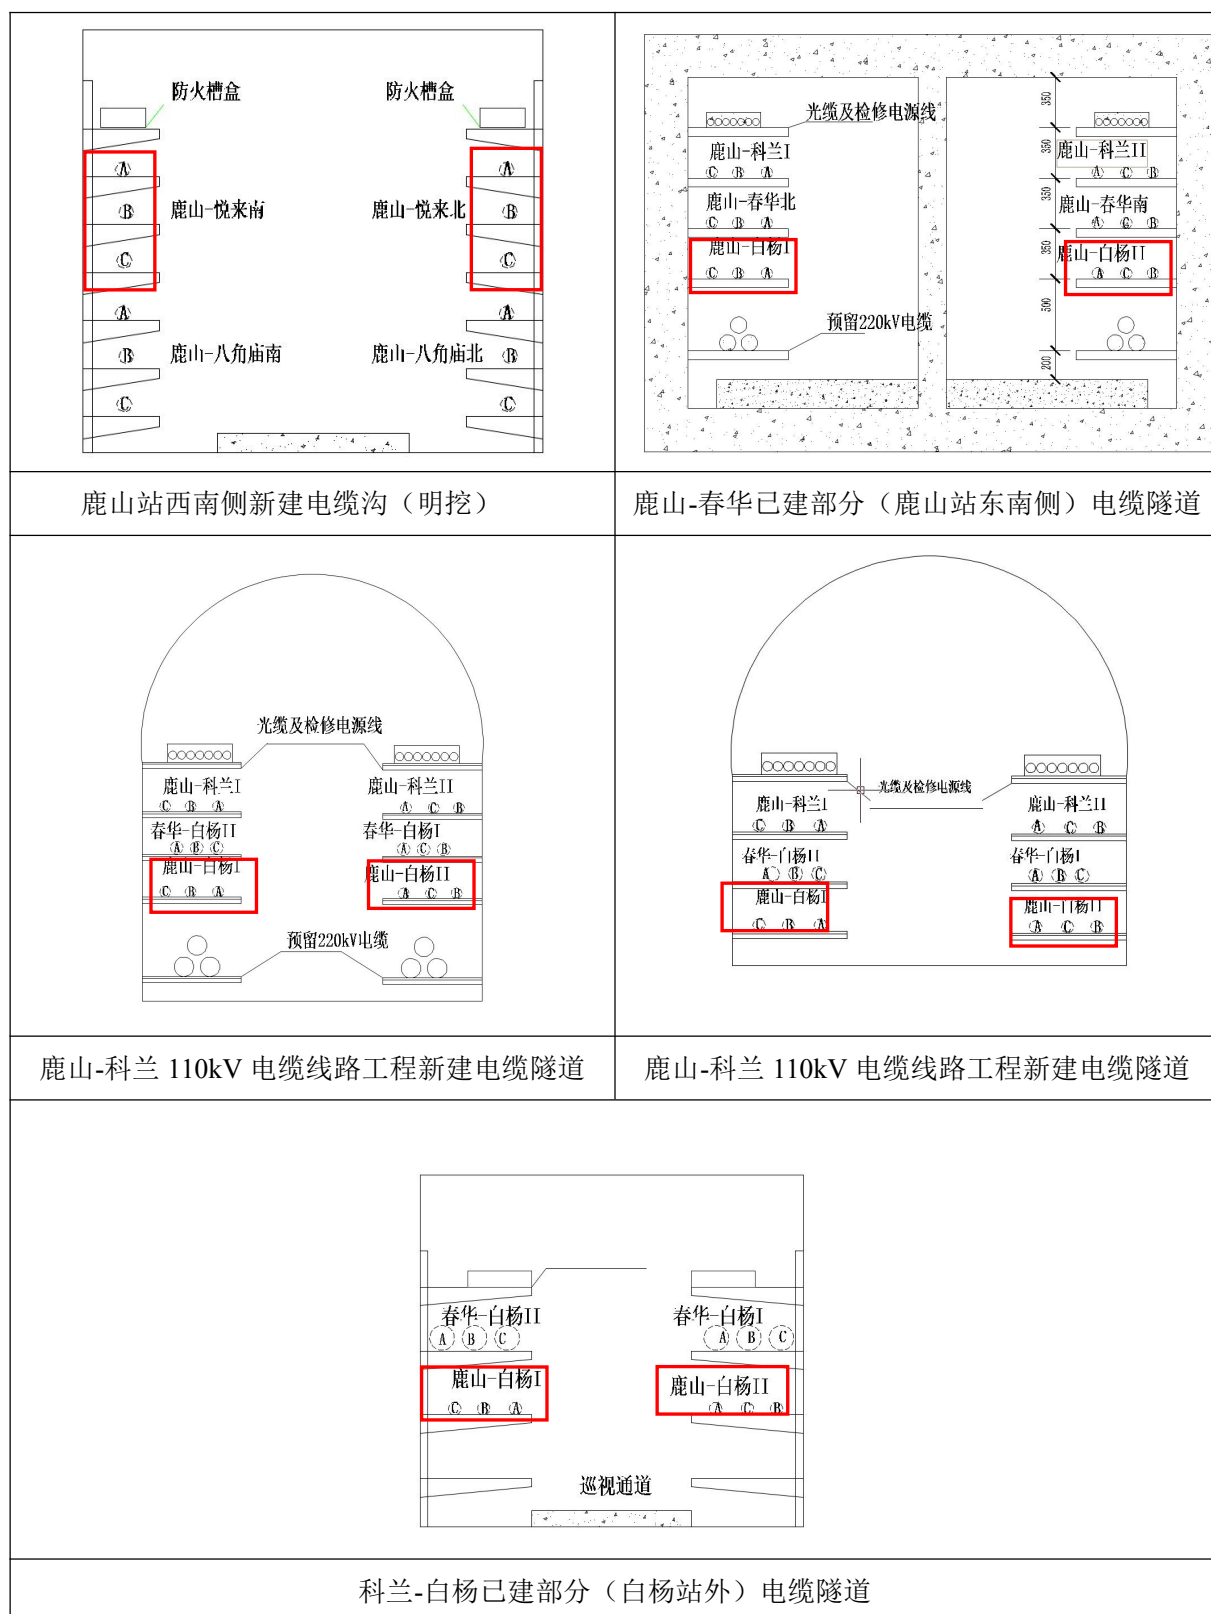 防火槽盒 防火槽盒
A A
B 鹿山-悦来南 鹿山-悦来北 B
C C
A A
B 鹿山-八角庙南 鹿山-八角庙北 B
C C
鹿山站西南侧新建电缆沟（明挖）
光缆及检修电源线
350
鹿山-科兰I 鹿山-科兰II
C B A A C B
350
鹿山-春华北 鹿山-春华南
C B A A C B
350
鹿山-白杨I 鹿山-白杨II
C B A A C B
350
预留220kV电缆
500
200
鹿山-春华已建部分（鹿山站东南侧）电缆隧道
光缆及检修电源线
鹿山-科兰I 鹿山-科兰II
C B A A C B
春华-白杨II 春华-白杨I
A B C A C B
鹿山-白杨I 鹿山-白杨II
C B A A C B
预留220kV电缆
鹿山-科兰 110kV 电缆线路工程新建电缆隧道
光缆及检修电源线
鹿山-科兰I 鹿山-科兰II
C B A A C B
春华-白杨II 春华-白杨I
A B C A B C
鹿山-白杨I 鹿山-白杨II
C B A A C B
鹿山-科兰 110kV 电缆线路工程新建电缆隧道
春华-白杨II 春华-白杨I
A B C A B C
鹿山-白杨I 鹿山-白杨II
C B A A C B
巡视通道
科兰-白杨已建部分（白杨站外）电缆隧道